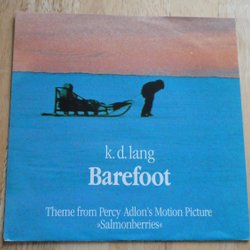 k.d.lang
Barefoot
Theme from Percy Adlon's Motion Picture
»Salmonberries«